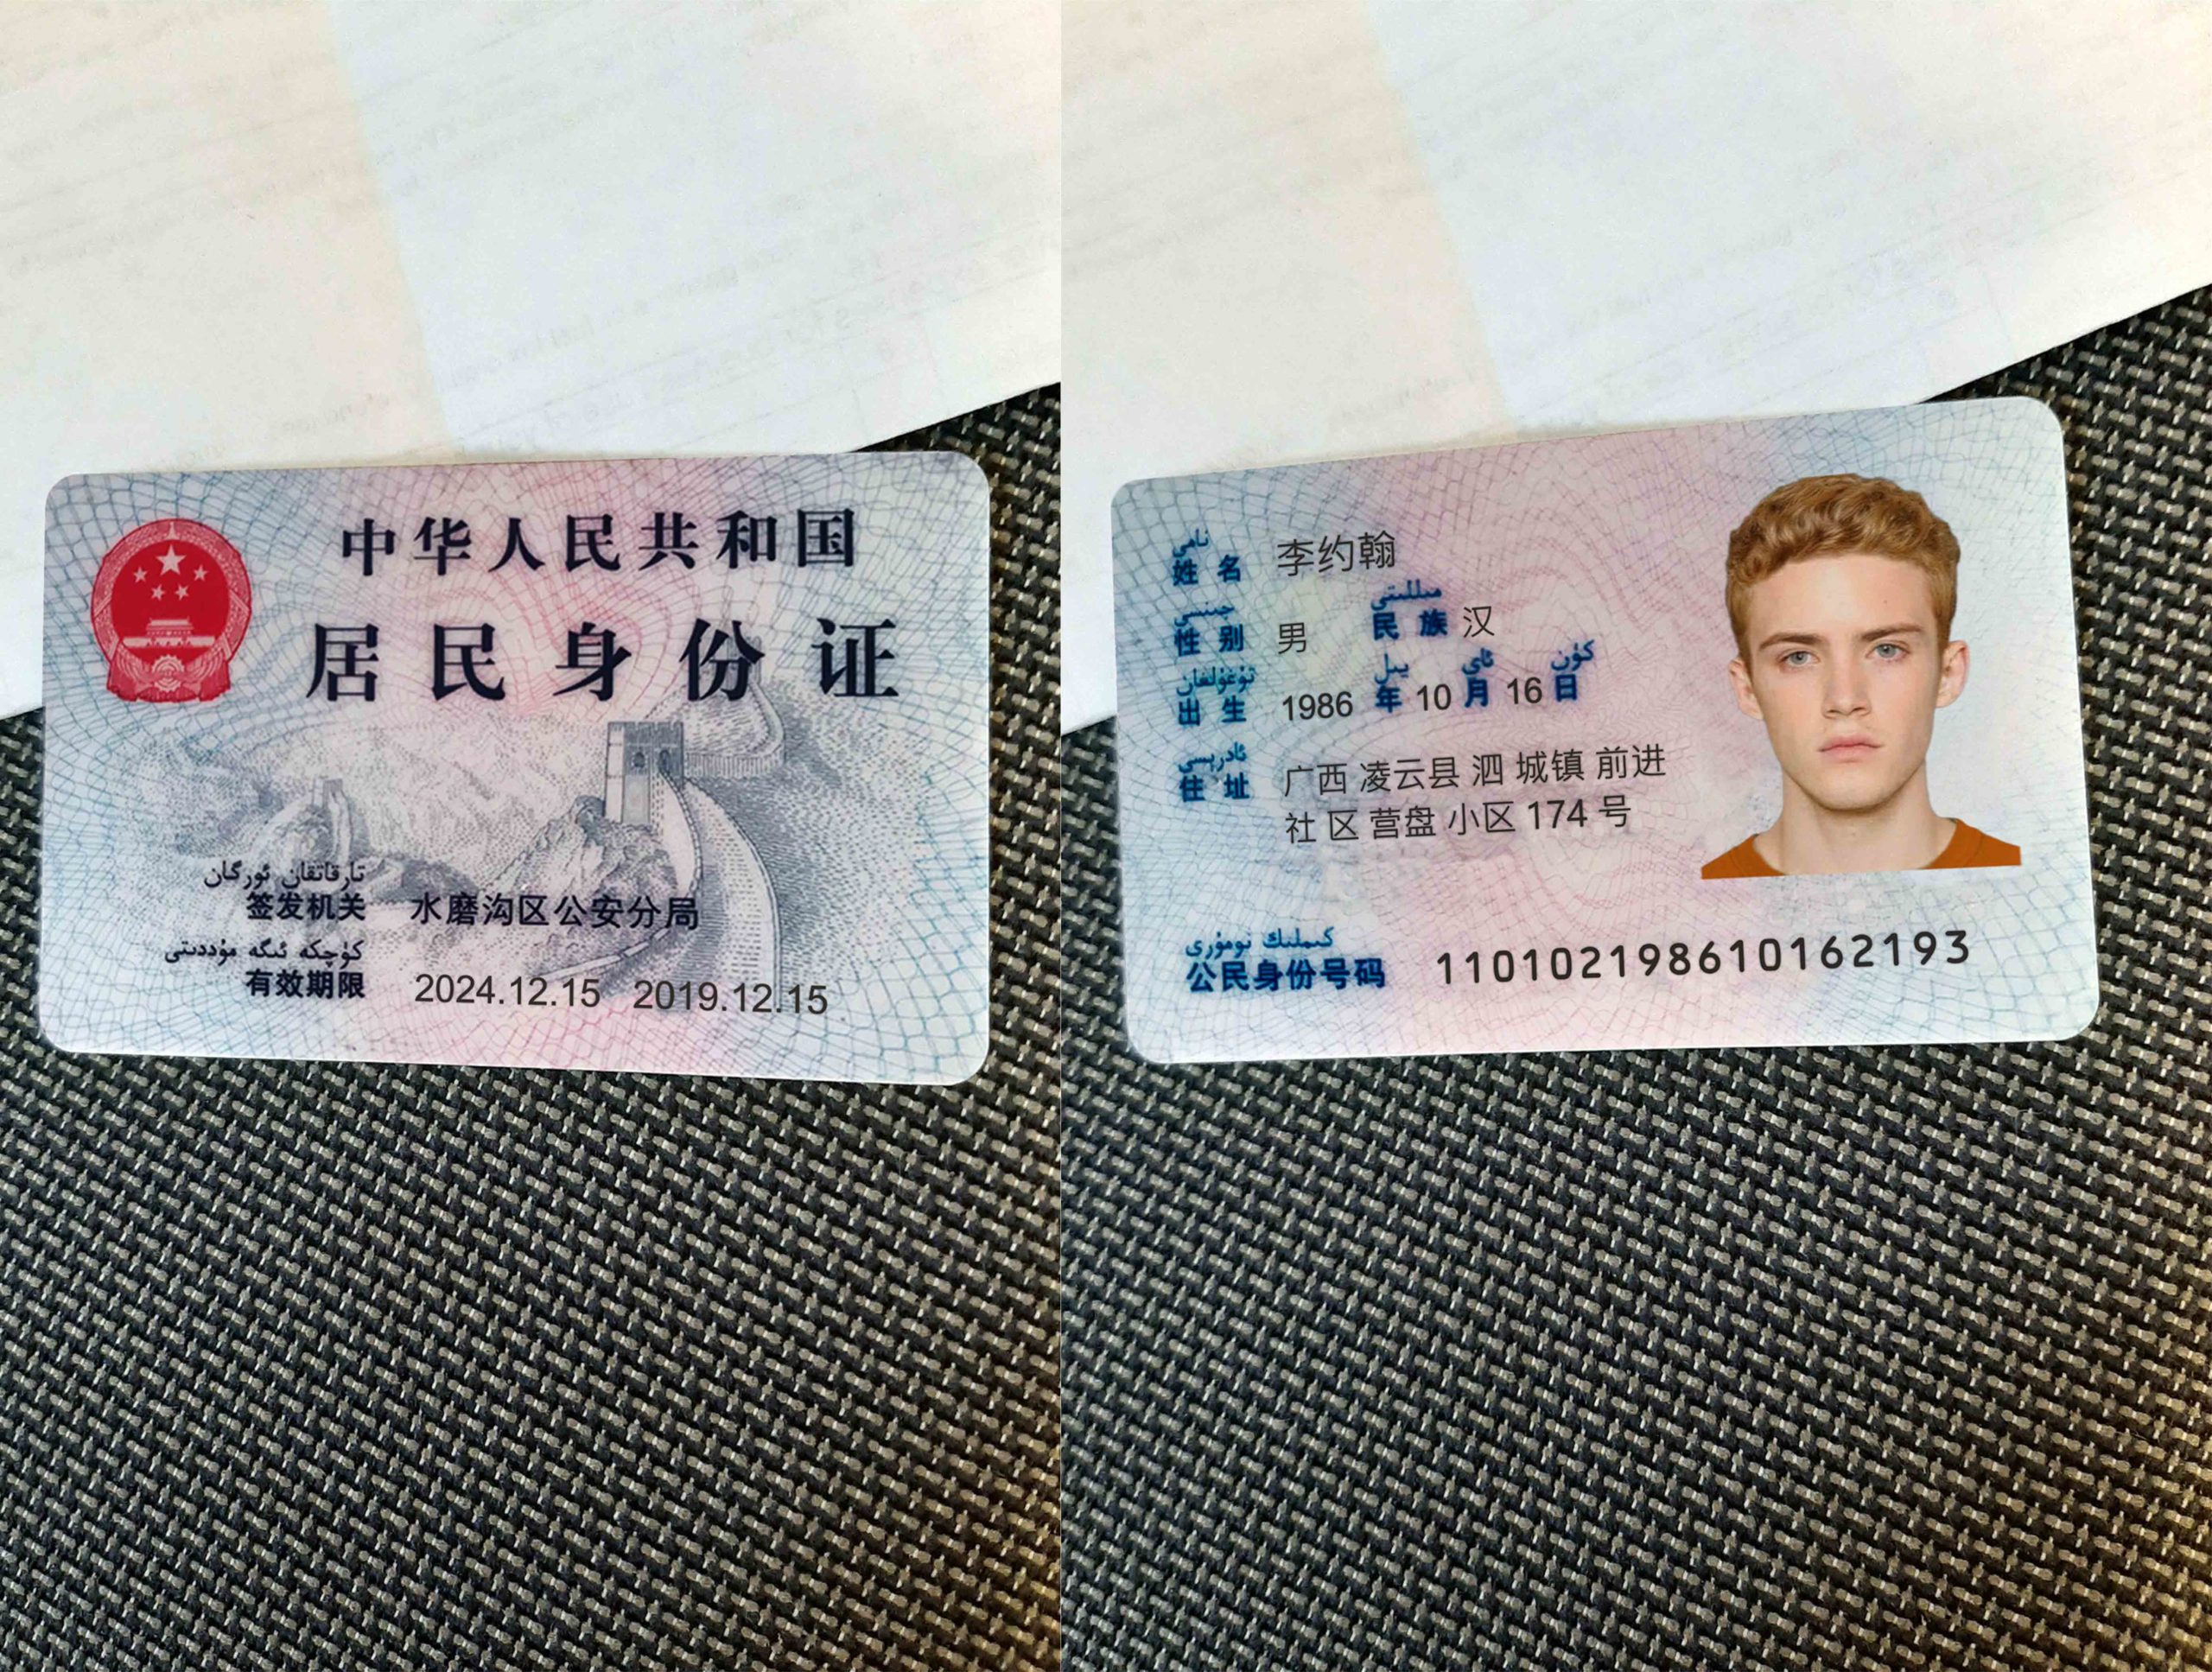 中华人民共和国
居民身份证
تارقاتقان ئورگان
签发机关 水磨沟区公安分局
كۈچكە ئىگە مۇددىتى
有效期限 2024.12.15 2019.12.15
نامى
姓名 李约翰
جىنسى مىللىتى
性别 男 民族 汉
تۇغۇلغان يىل ئاي كۈن
出生 1986 年 10 月 16 日
ئادرېسى
住址 广西 凌云县 泗 城镇 前进
社 区 营盘 小区 174 号
كىملىك نومۇرى
公民身份号码 110102198610162193